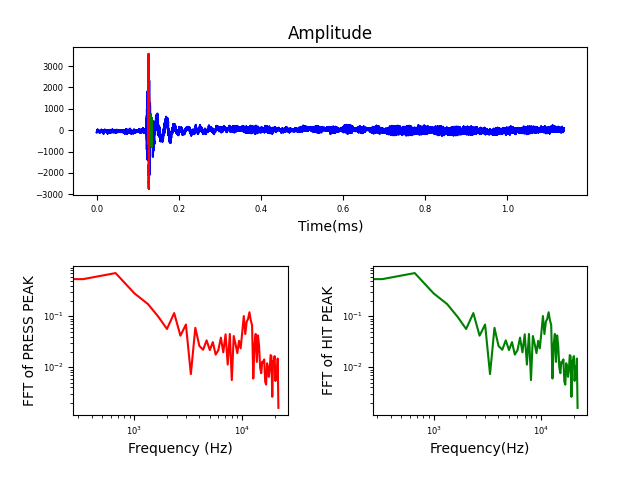 Amplitude
3000
2000
1000
0
−1000
−2000
−3000
0.0 0.2 0.4 0.6 0.8 1.0
Time(ms)
FFT of PRESS PEAK
10⁻¹
10⁻²
10³ 10⁴
Frequency (Hz)
FFT of HIT PEAK
10⁻¹
10⁻²
10³ 10⁴
Frequency(Hz)